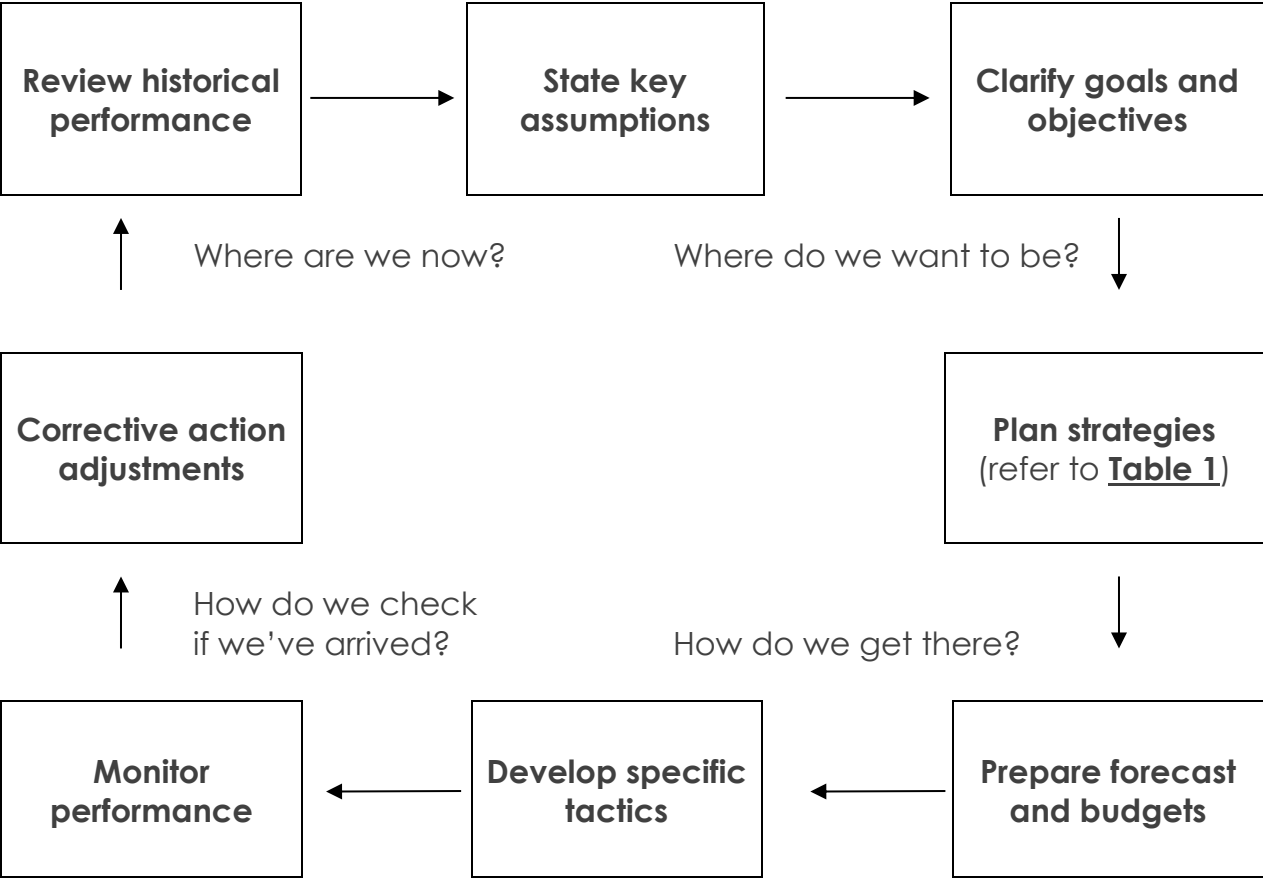 Review historical
performance
State key
assumptions
Clarify goals and
objectives
Where are we now?
Where do we want to be?
Corrective action
adjustments
Plan strategies
(refer to Table 1)
How do we check
if we've arrived?
How do we get there?
Monitor
performance
Develop specific
tactics
Prepare forecast
and budgets